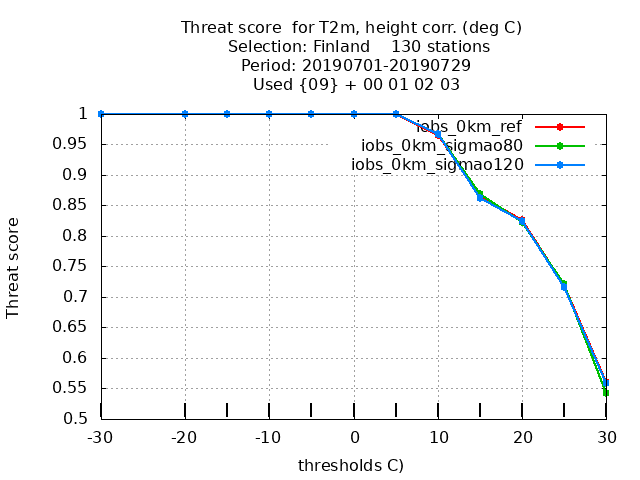 Threat score  for T2m, height corr. (deg C)
Selection: Finland    130 stations
Period: 20190701-20190729
Used {09} + 00 01 02 03
iobs_0km_ref
iobs_0km_sigmao80
iobs_0km_sigmao120
Threat score
1
0.95
0.9
0.85
0.8
0.75
0.7
0.65
0.6
0.55
0.5
-30 -20 -10 0 10 20 30
thresholds C)